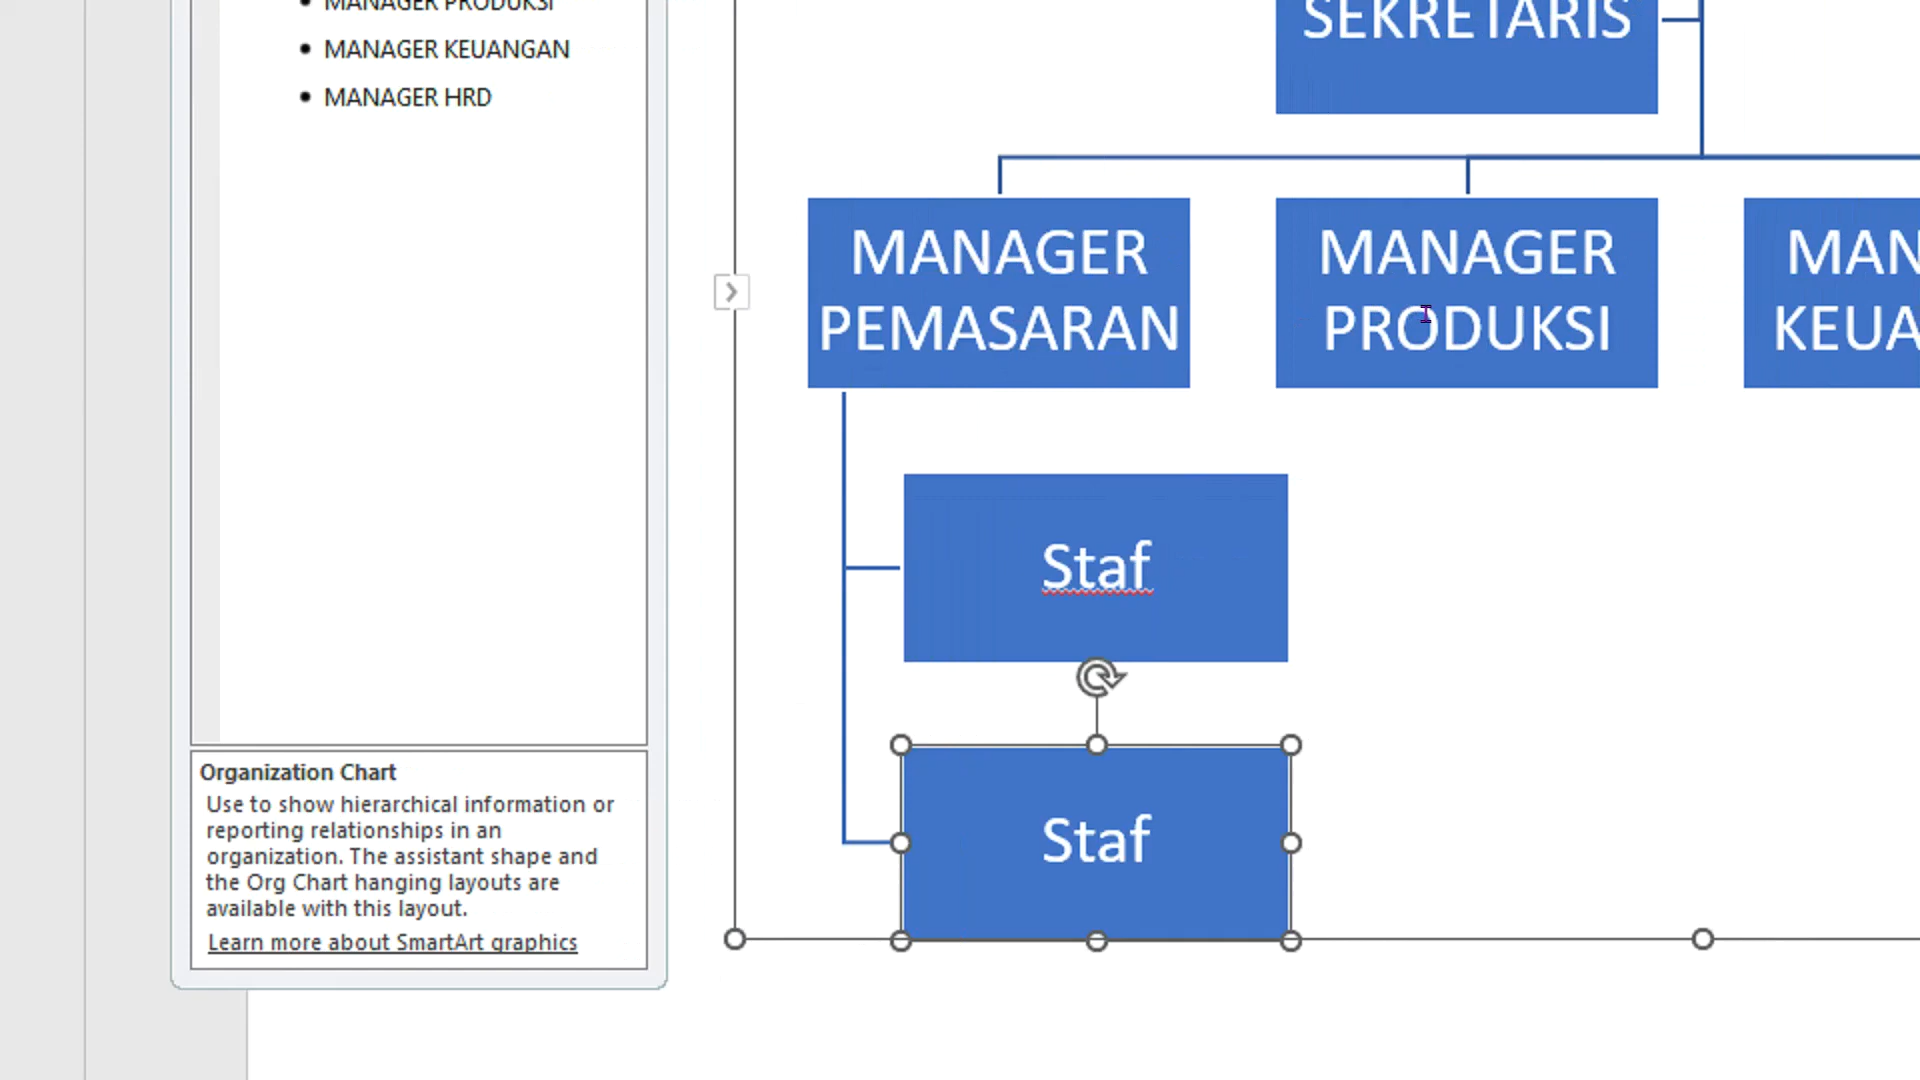 MANAGER PRODUKSI
MANAGER KEUANGAN
MANAGER HRD
Organization Chart
Use to show hierarchical information or
reporting relationships in an
organization. The assistant shape and
the Org Chart hanging layouts are
available with this layout.
Learn more about SmartArt graphics
SEKRETARIS
MANAGER
PEMASARAN
MANAGER
PRODUKSI
MAN
KEUA
Staf
Staf